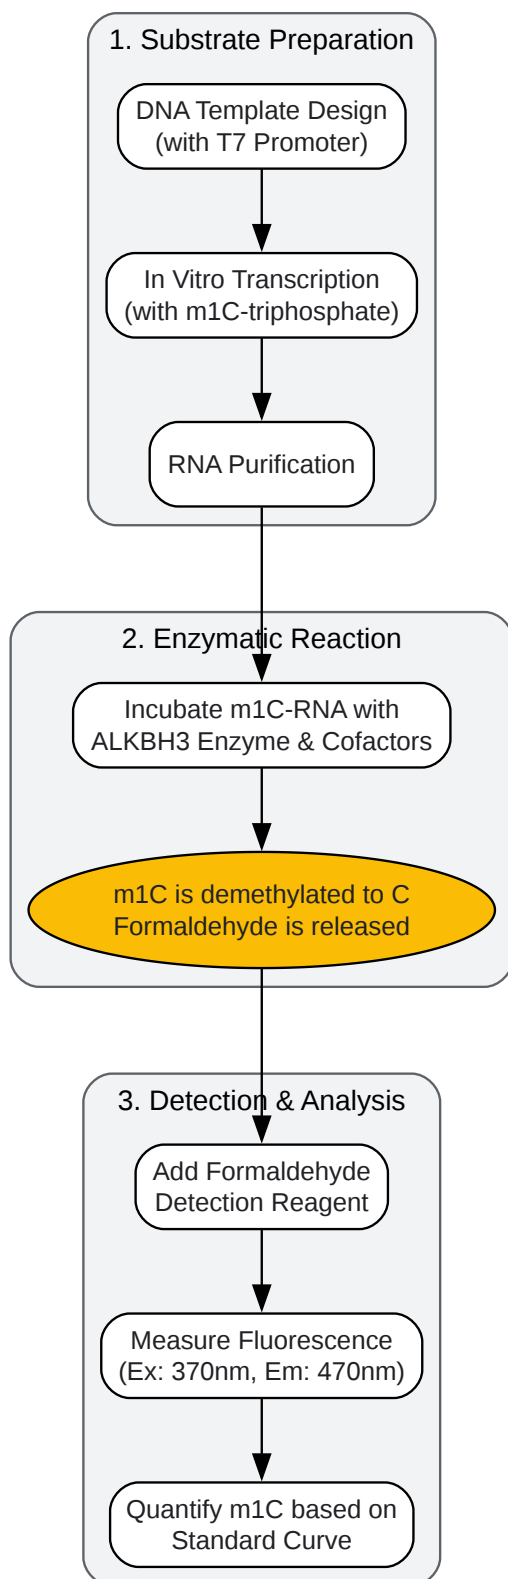 1. Substrate Preparation
DNA Template Design
(with T7 Promoter)
In Vitro Transcription
(with m1C-triphosphate)
RNA Purification
2. Enzymatic Reaction
Incubate m1C-RNA with
ALKBH3 Enzyme & Cofactors
m1C is demethylated to C
Formaldehyde is released
3. Detection & Analysis
Add Formaldehyde
Detection Reagent
Measure Fluorescence
(Ex: 370nm, Em: 470nm)
Quantify m1C based on
Standard Curve